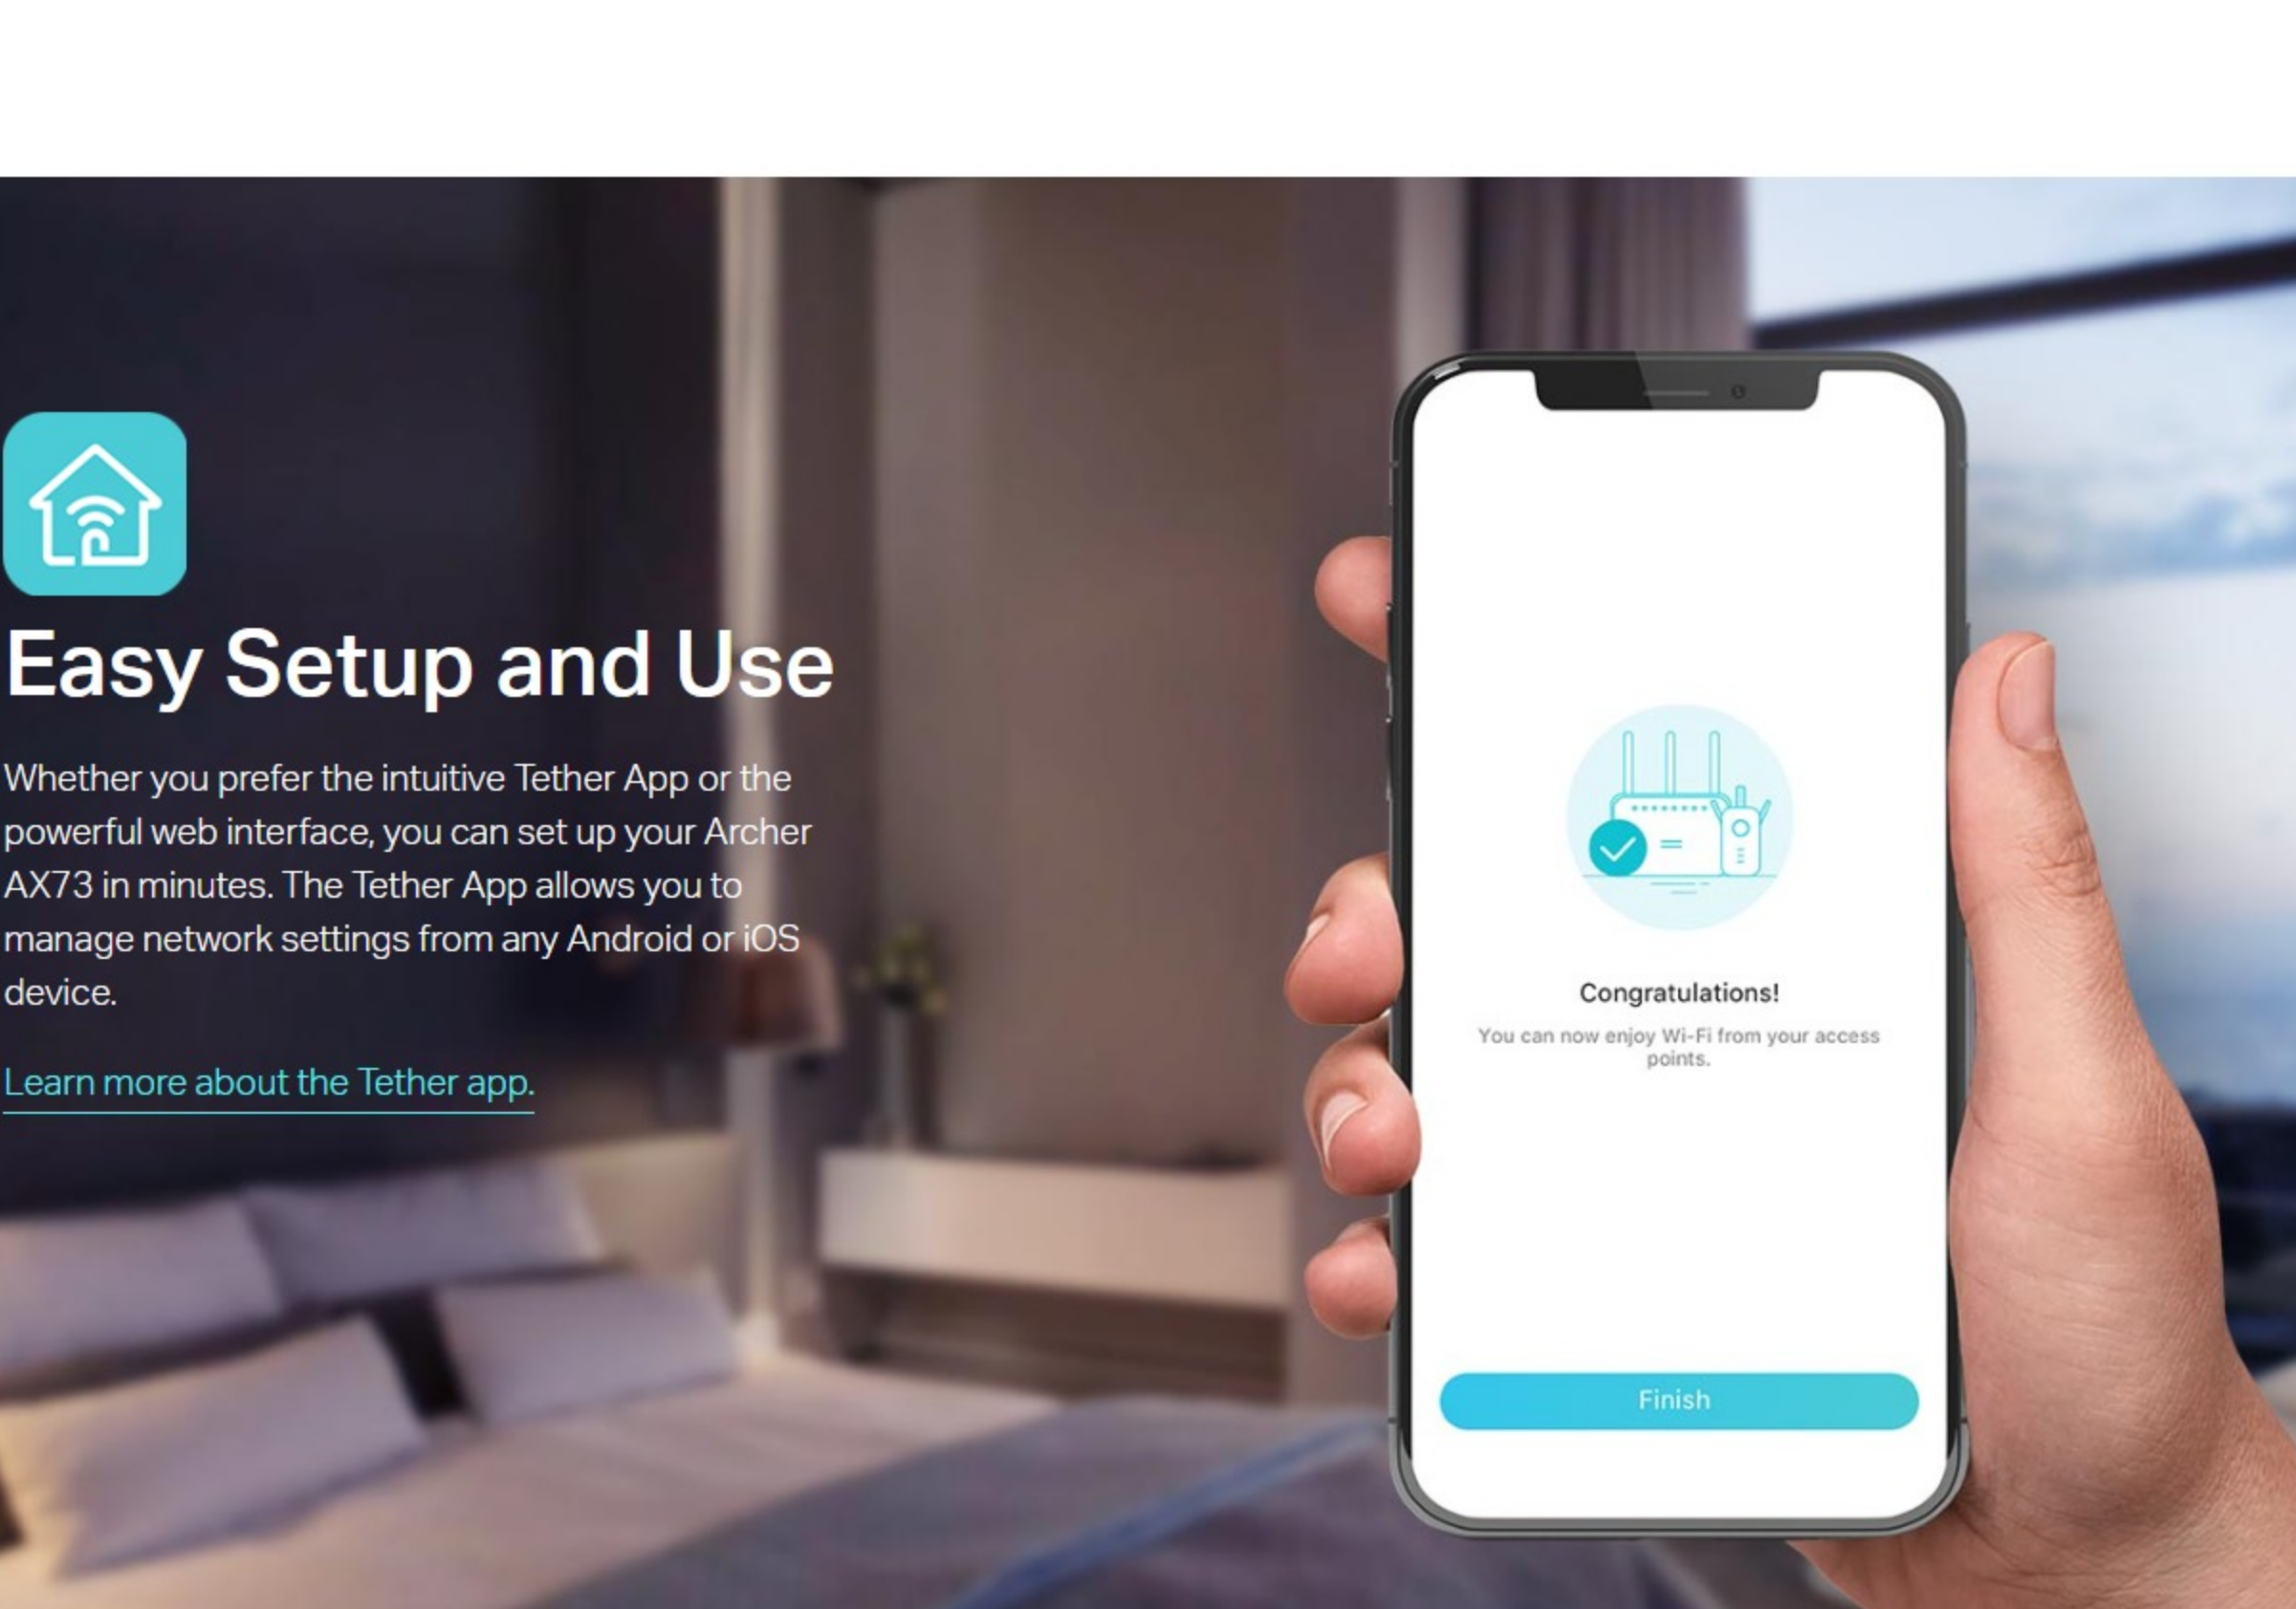 Easy Setup and Use
Whether you prefer the intuitive Tether App or the
powerful web interface, you can set up your Archer
AX73 in minutes. The Tether App allows you to
manage network settings from any Android or iOS
device.
Learn more about the Tether app.
Congratulations!
You can now enjoy Wi-Fi from your access
points.
Finish